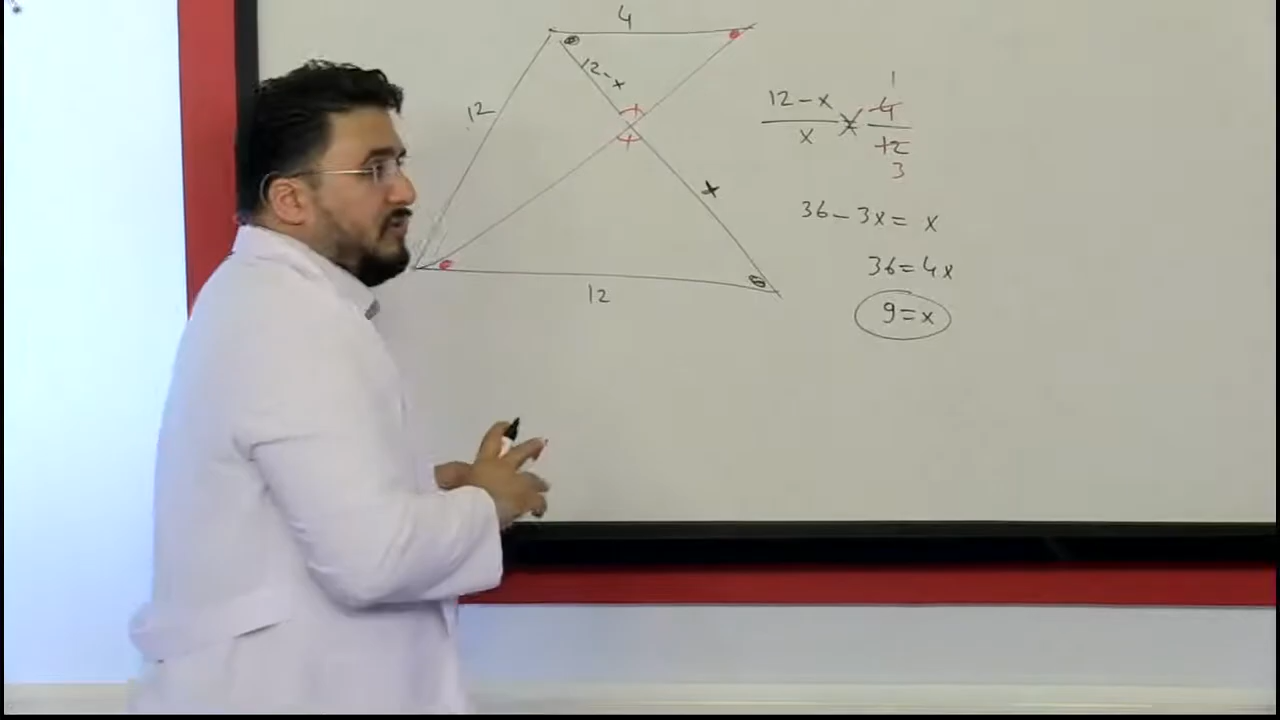 4
12-x
12
x
12
12-x / x = 4 / 12
1
3
36-3x= x
36=4x
9=x